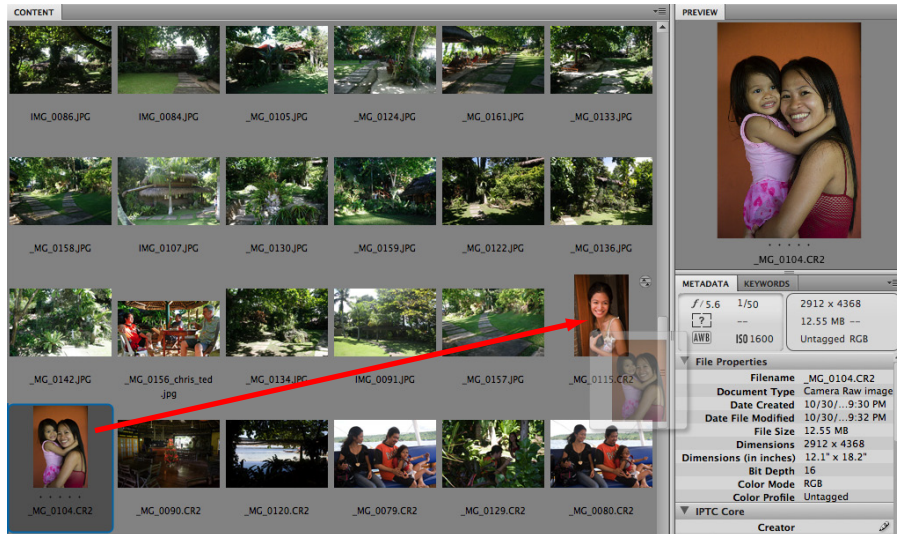 CONTENT
IMG_0086.JPG IMG_0084.JPG _MG_0105.JPG _MG_0124.JPG _MG_0161.JPG _MG_0133.JPG
_MG_0158.JPG IMG_0107.JPG _MG_0130.JPG _MG_0159.JPG _MG_0122.JPG _MG_0136.JPG
_MG_0142.JPG _MG_0156_chris_ted _MG_0134.JPG IMG_0091.JPG _MG_0157.JPG _MG_0115.CR2
.jpg
_MG_0104.CR2 _MG_0090.CR2 _MG_0120.CR2 _MG_0079.CR2 _MG_0129.CR2 _MG_0080.CR2
PREVIEW
_MG_0104.CR2
METADATA KEYWORDS
f/5.6 1/50 2912 x 4368
? -- 12.55 MB --
AWB ISO 1600 Untagged RGB
File Properties
Filename _MG_0104.CR2
Document Type Camera Raw image
Date Created 10/30/...9:30 PM
Date File Modified 10/30/...9:32 PM
File Size 12.55 MB
Dimensions 2912 x 4368
Dimensions (in inches) 12.1" x 18.2"
Bit Depth 16
Color Mode RGB
Color Profile Untagged
IPTC Core
Creator